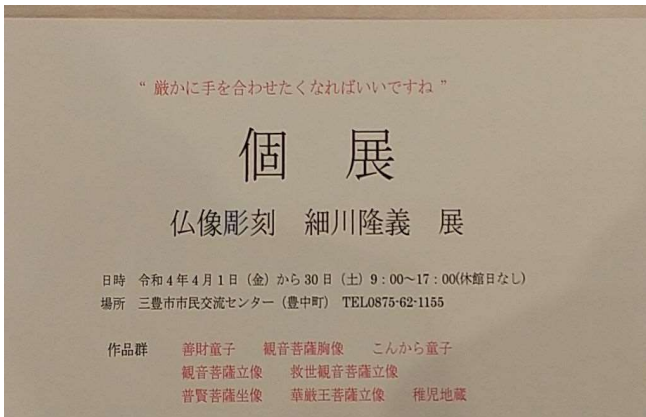 “ 厳かに手を合わせたくなればいいですね ”
個　展
仏像彫刻　細川隆義　展
日時　令和4年4月1日（金）から30日（土）9：00～17：00(休館日なし)
場所　三豊市市民交流センター（豊中町）　TEL0875-62-1155
作品群　善財童子　観音菩薩胸像　こんから童子
観音菩薩立像　救世観音菩薩立像
普賢菩薩坐像　華厳王菩薩立像　稚児地蔵